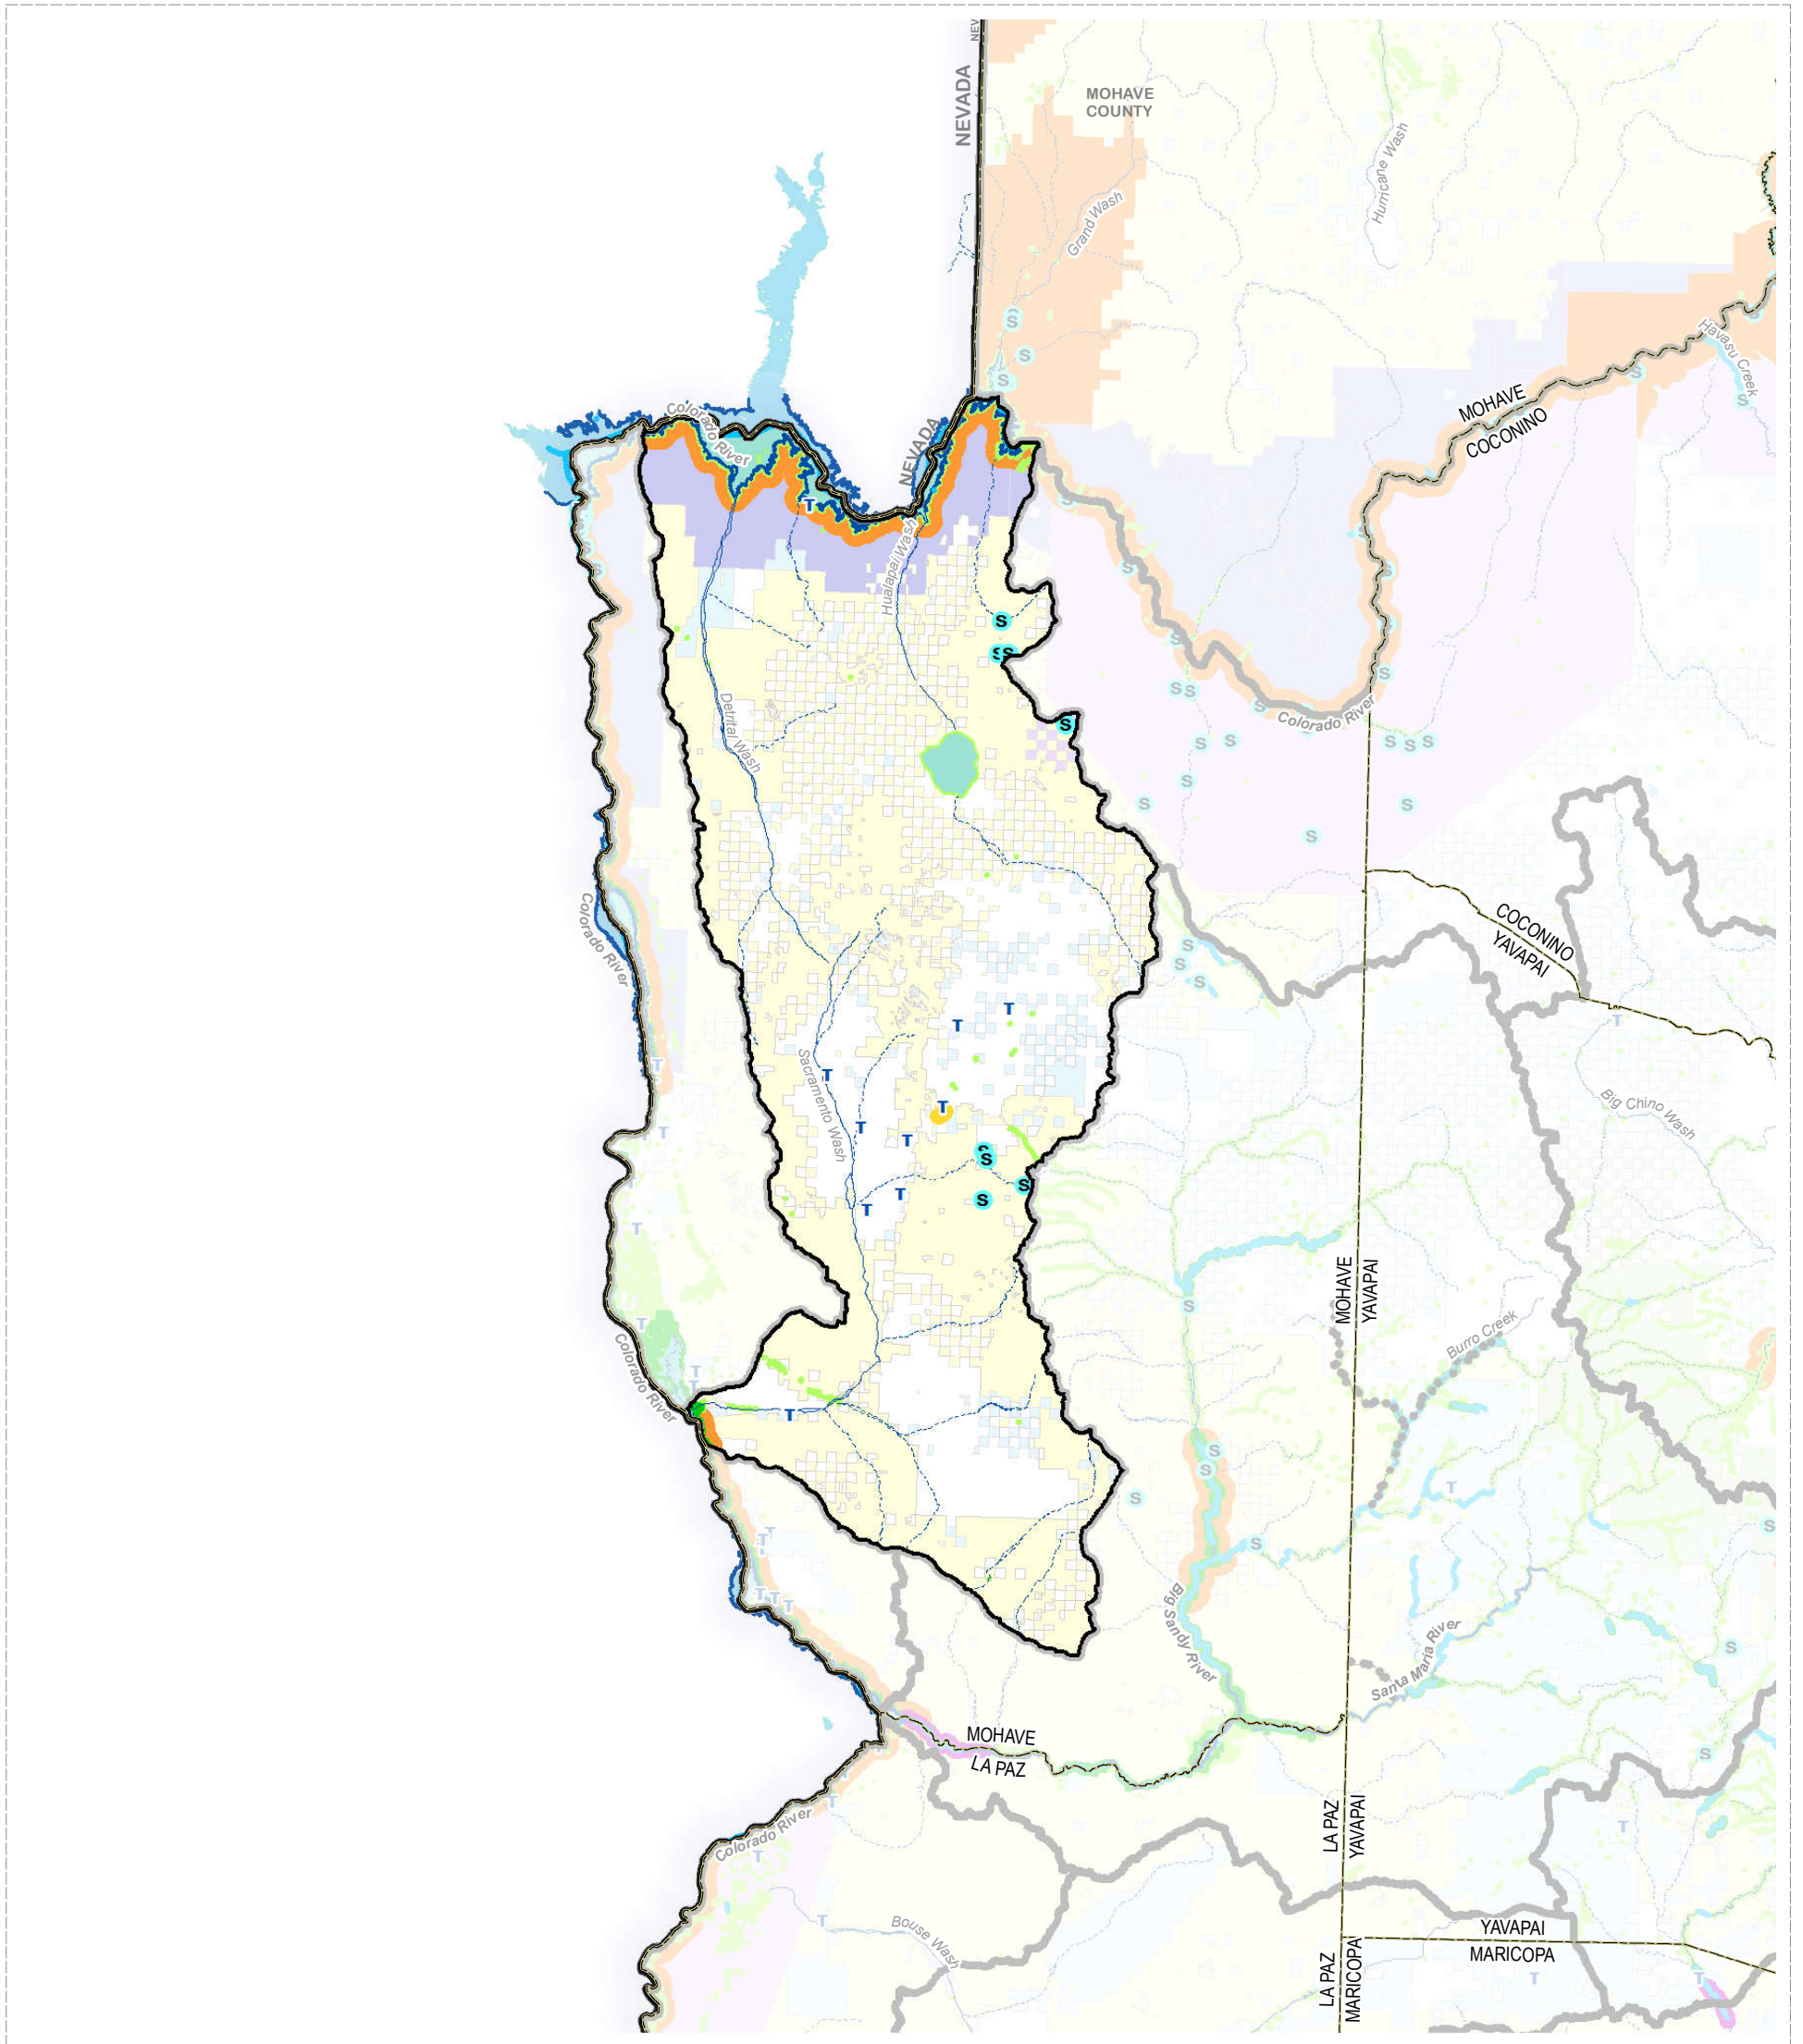 NEV
NEVADA
MOHAVE
COUNTY
Hurricane Wash
Grand Wash
Havasu Creek
MOHAVE
COCONINO
Colorado River
NEVADA
S
S
S
S
S
S
T
Hualapai Wash
S
S
S
S
S
S
S
S
S
S
S
S
S
S
Detrital Wash
Colorado River
S
S
S
S
S
S
S
S
S
S
COCONINO
YAVAPAI
Colorado River
S
S
S
T
T
T
T
T
Sacramento Wash
T
T
Big Chino Wash
T
T
T
S
S
S
T
T
T
MOHAVE
YAVAPAI
S
Burro Creek
T
Colorado River
T
T
S
S
S
T
S
T
S
T
T
T
Big Sandy River
Santa Maria River
S
MOHAVE
LA PAZ
S
LA PAZ
YAVAPAI
T
Colorado River
T
T
T
Bouse Wash
YAVAPAI
MARICOPA
LA PAZ
MARICOPA
T
T